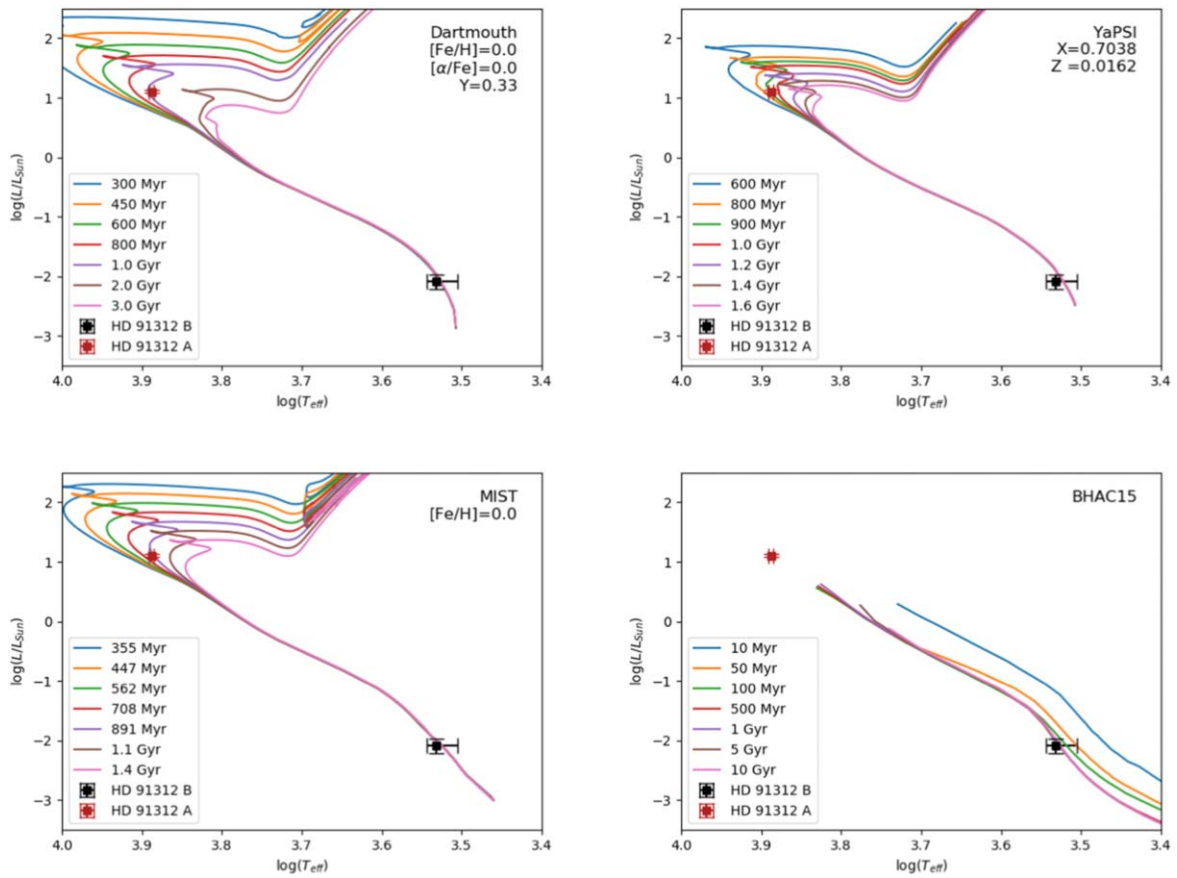 Dartmouth
[Fe/H]=0.0
[α/Fe]=0.0
Y=0.33
2
1
0
−1
−2
−3
log(L/L_Sun)
300 Myr
450 Myr
600 Myr
800 Myr
1.0 Gyr
2.0 Gyr
3.0 Gyr
HD 91312 B
HD 91312 A
4.0 3.9 3.8 3.7 3.6 3.5 3.4
log(T_eff)
YaPSI
X=0.7038
Z =0.0162
2
1
0
−1
−2
−3
log(L/L_Sun)
600 Myr
800 Myr
900 Myr
1.0 Gyr
1.2 Gyr
1.4 Gyr
1.6 Gyr
HD 91312 B
HD 91312 A
4.0 3.9 3.8 3.7 3.6 3.5 3.4
log(T_eff)
MIST
[Fe/H]=0.0
2
1
0
−1
−2
−3
log(L/L_Sun)
355 Myr
447 Myr
562 Myr
708 Myr
891 Myr
1.1 Gyr
1.4 Gyr
HD 91312 B
HD 91312 A
4.0 3.9 3.8 3.7 3.6 3.5 3.4
log(T_eff)
BHAC15
2
1
0
−1
−2
−3
log(L/L_Sun)
10 Myr
50 Myr
100 Myr
500 Myr
1 Gyr
5 Gyr
10 Gyr
HD 91312 B
HD 91312 A
4.0 3.9 3.8 3.7 3.6 3.5 3.4
log(T_eff)